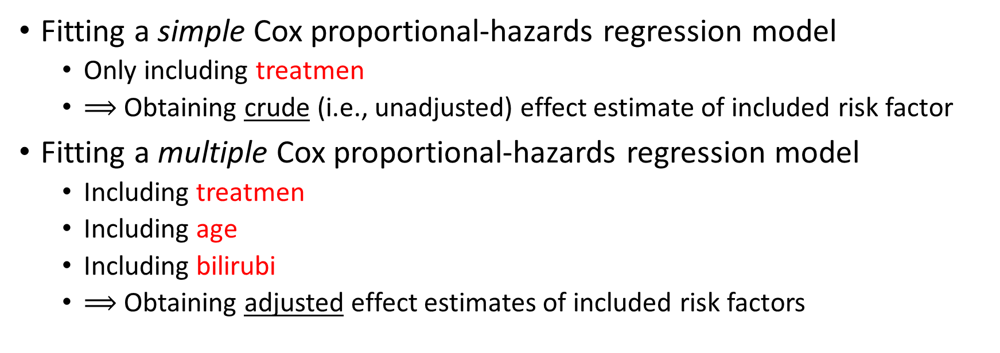 • Fitting a simple Cox proportional-hazards regression model
• Only including treatmen
• ⟹ Obtaining crude (i.e., unadjusted) effect estimate of included risk factor
• Fitting a multiple Cox proportional-hazards regression model
• Including treatmen
• Including age
• Including bilirubi
• ⟹ Obtaining adjusted effect estimates of included risk factors